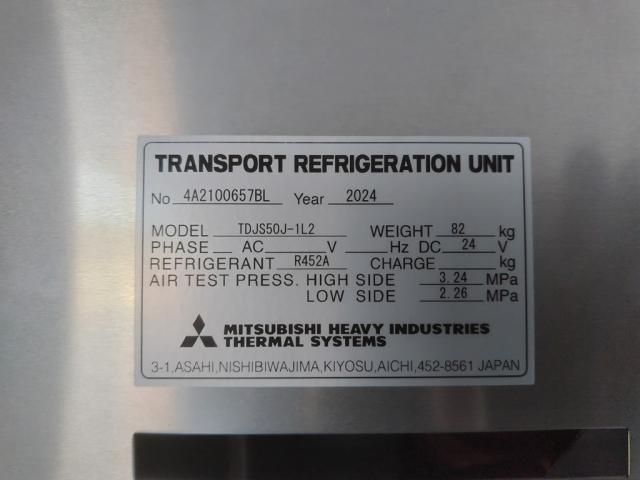 TRANSPORT REFRIGERATION UNIT
No 4A2100657BL Year 2024
MODEL TDJS50J-1L2 WEIGHT 82 kg
PHASE AC V Hz DC 24 V
REFRIGERANT R452A CHARGE kg
AIR TEST PRESS. HIGH SIDE 3.24 MPa
LOW SIDE 2.26 MPa
MITSUBISHI HEAVY INDUSTRIES
THERMAL SYSTEMS
3-1,ASAHI,NISHIBIWAJIMA,KIYOSU,AICHI,452-8561 JAPAN